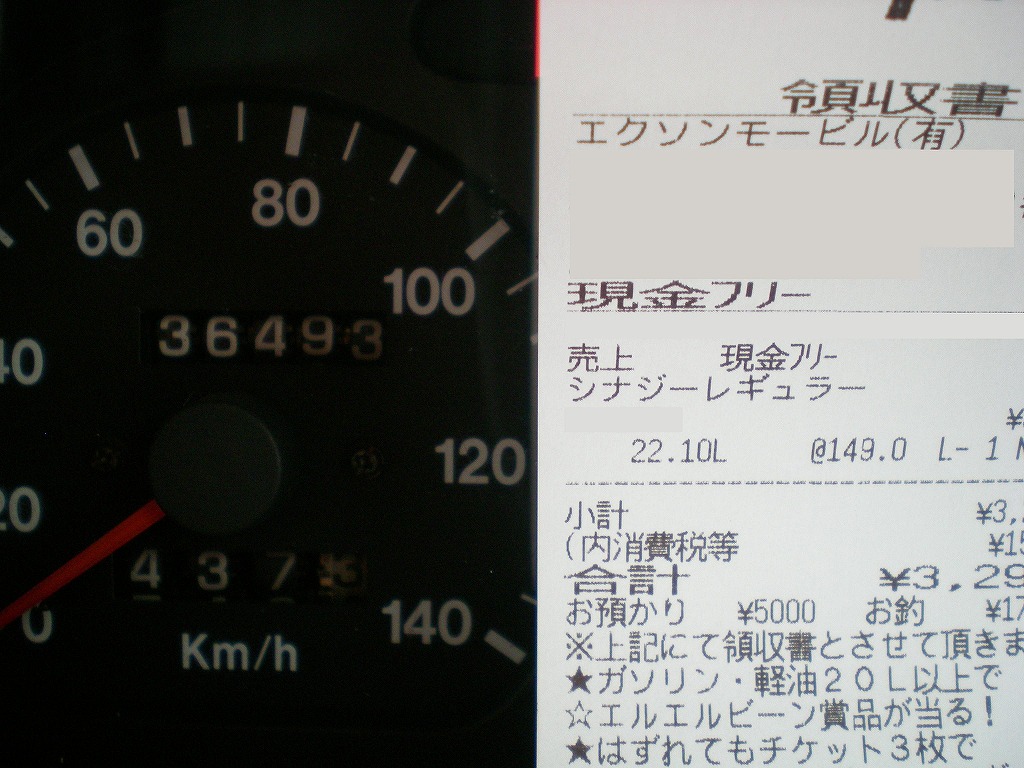 60
80
100
36493
40
120
20
4 3 7
0
140
Km/h
領収書
エクソンモービル(有)
現金フリー
売上 現金フリー
シナジーレギュラー
¥
22.10L @149.0 L- 1
小計 ¥3,
(内消費税等 ¥15
合計 ¥3,29
お預かり ¥5000 お釣 ¥17
※上記にて領収書とさせて頂きま
★ガソリン・軽油20L以上で
☆エルエルビーン賞品が当る!
★はずれてもチケット3枚で